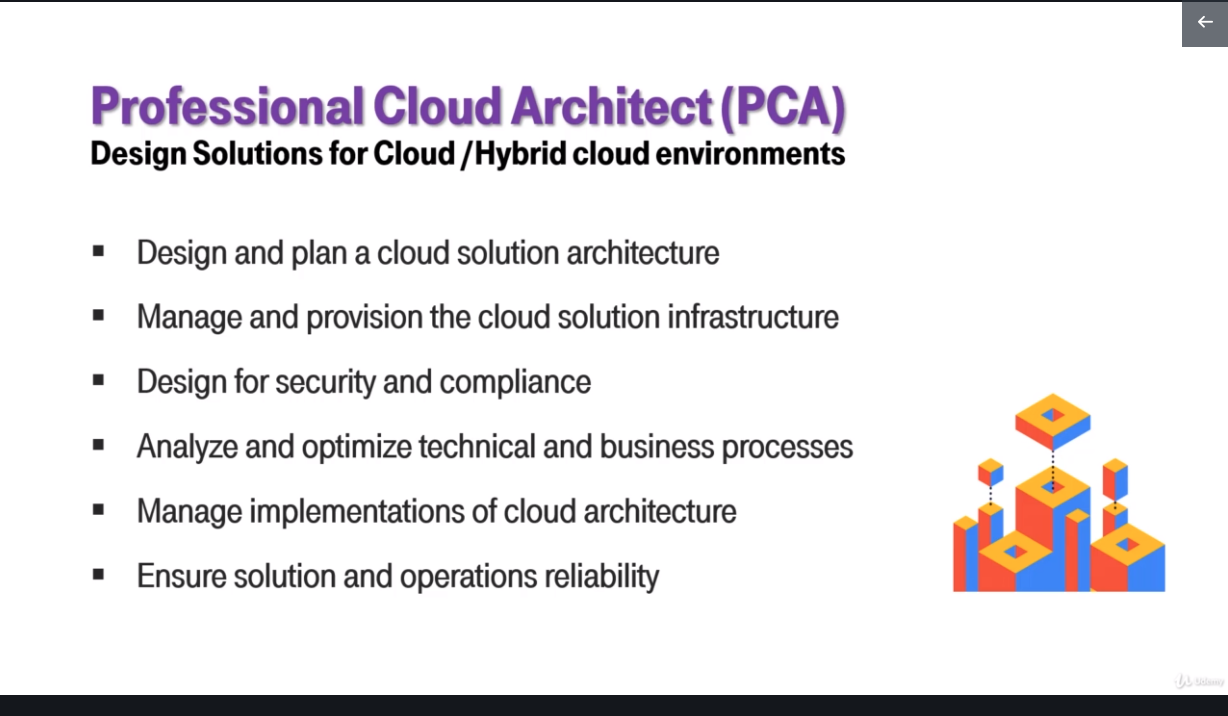 Professional Cloud Architect (PCA)
Design Solutions for Cloud /Hybrid cloud environments
▪ Design and plan a cloud solution architecture
▪ Manage and provision the cloud solution infrastructure
▪ Design for security and compliance
▪ Analyze and optimize technical and business processes
▪ Manage implementations of cloud architecture
▪ Ensure solution and operations reliability
Udemy